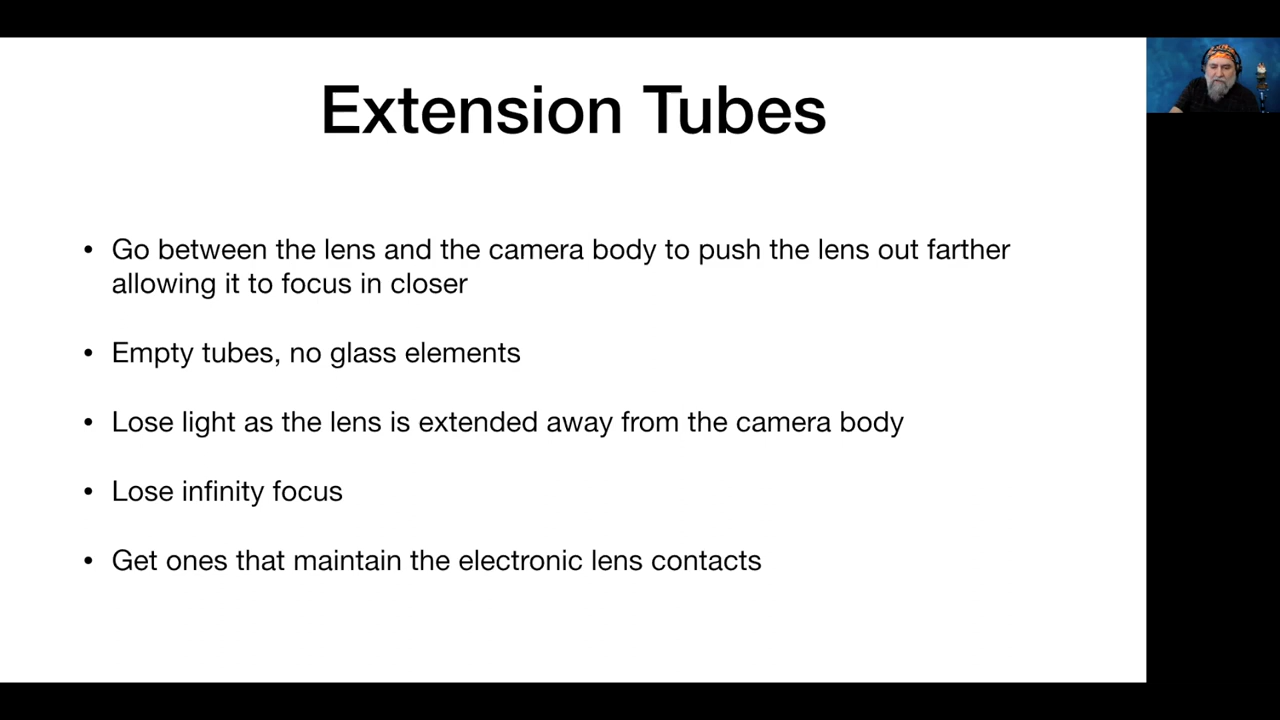 Extension Tubes
• Go between the lens and the camera body to push the lens out farther
allowing it to focus in closer
• Empty tubes, no glass elements
• Lose light as the lens is extended away from the camera body
• Lose infinity focus
• Get ones that maintain the electronic lens contacts